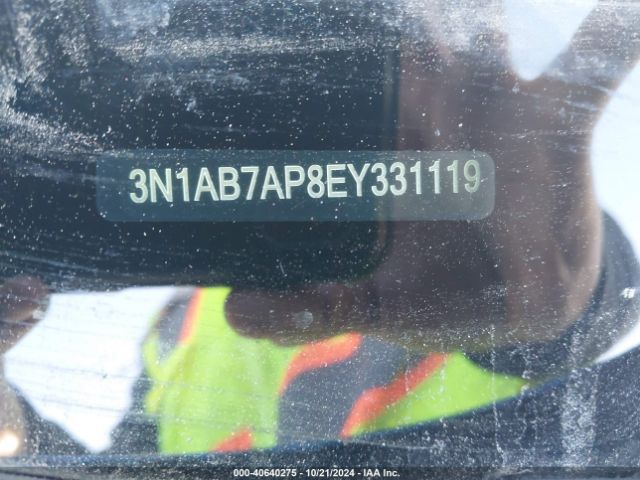 3N1AB7AP8EY331119
000-40640275 - 10/21/2024 - IAA Inc.